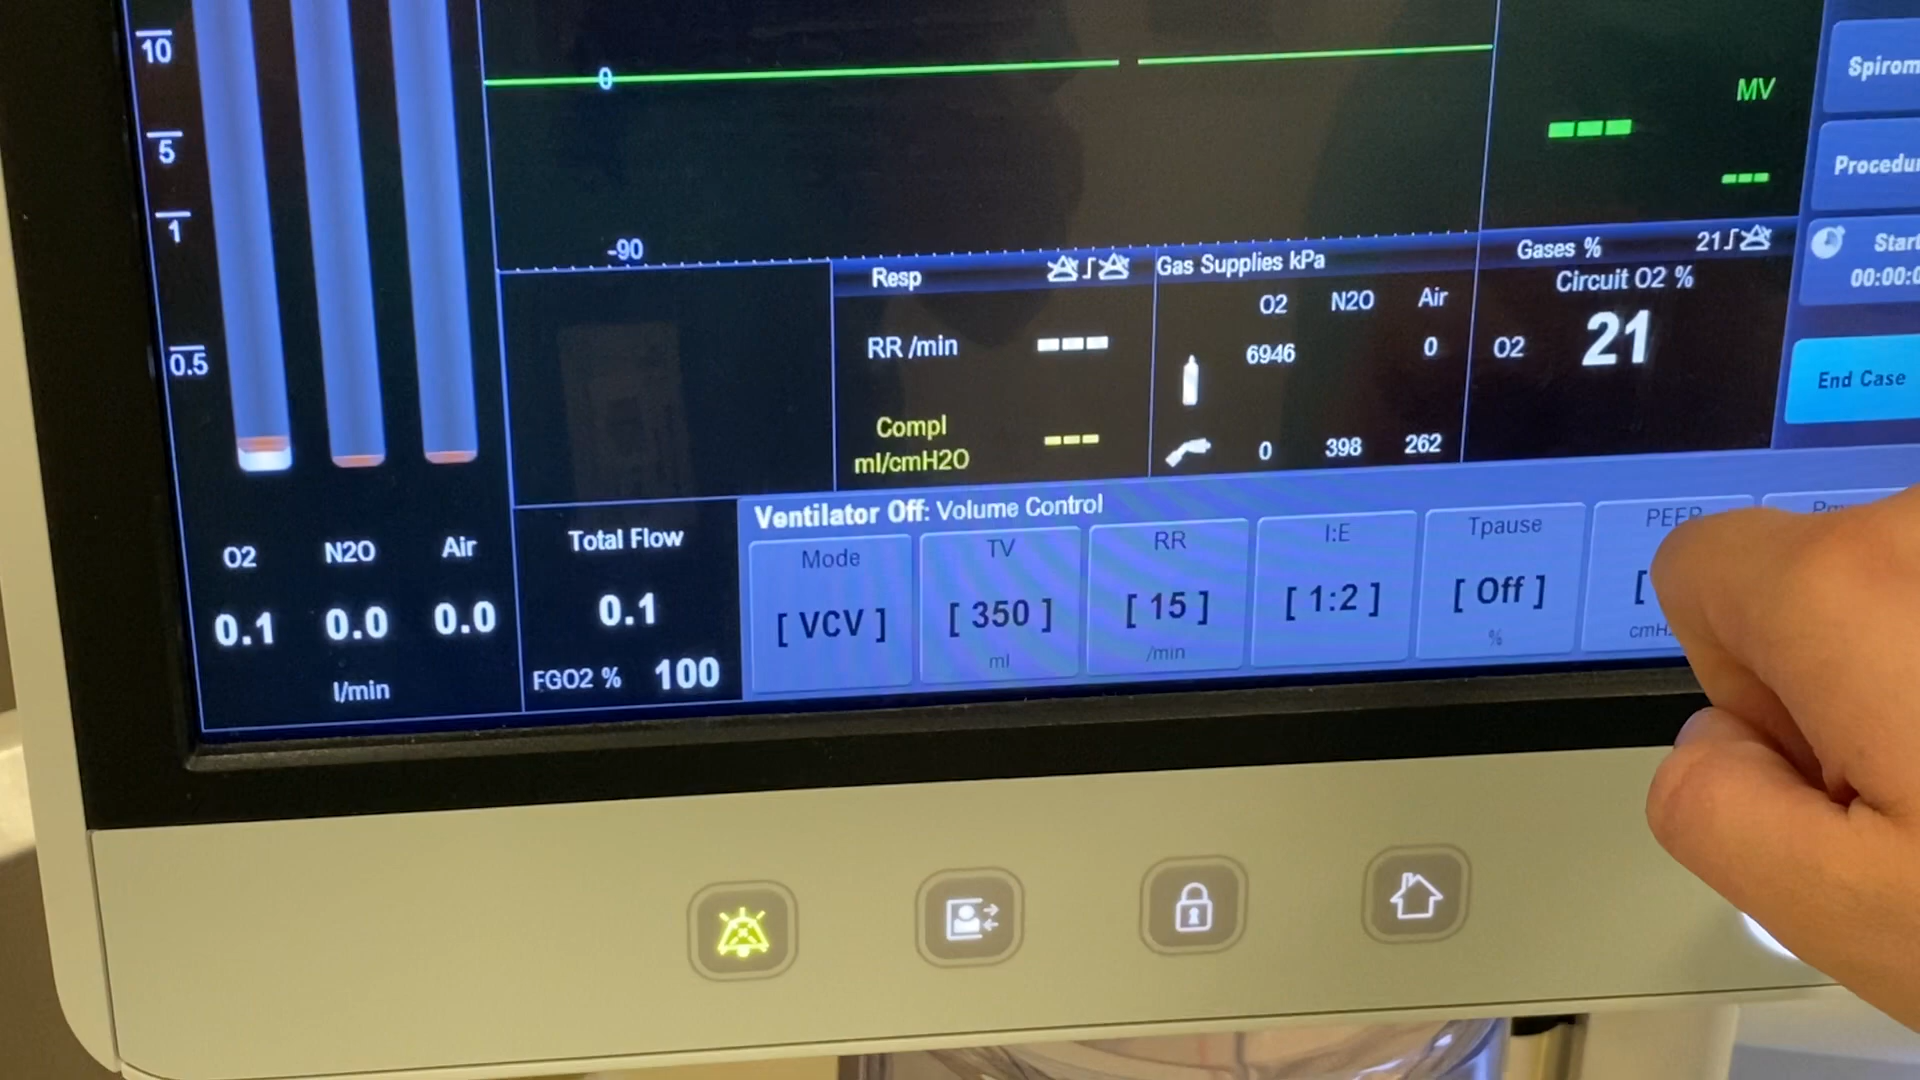 10
5
1
0.5
0
-90
MV
---
---
Spirom
Procedu
Start
00:00:0
End Case
Resp
RR /min ---
Compl ---
ml/cmH2O
Gas Supplies kPa
O2 N2O Air
6946 0
0 398 262
Gases % 21
Circuit O2 %
O2 21
O2 N2O Air
0.1 0.0 0.0
l/min
Total Flow
0.1
FGO2 % 100
Ventilator Off: Volume Control
Mode
[ VCV ]
TV
[ 350 ]
ml
RR
[ 15 ]
/min
I:E
[ 1:2 ]
Tpause
[ Off ]
%
PEEP
[
cmH